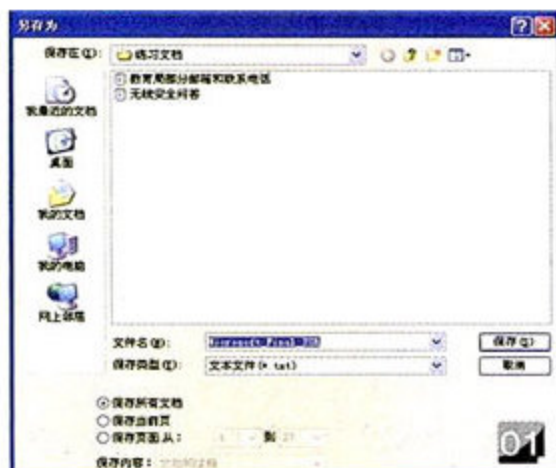 另存为
保存在(I):
练习文档
教育局部分邮箱和联系电话
无线安全问答
我最近的文档
桌面
我的文档
我的电脑
网上邻居
文件名(N):
保存(S)
保存类型(T):
文本文件(*.txt)
取消
保存所有文档
保存当前页
保存页面从:
到
保存内容:
01